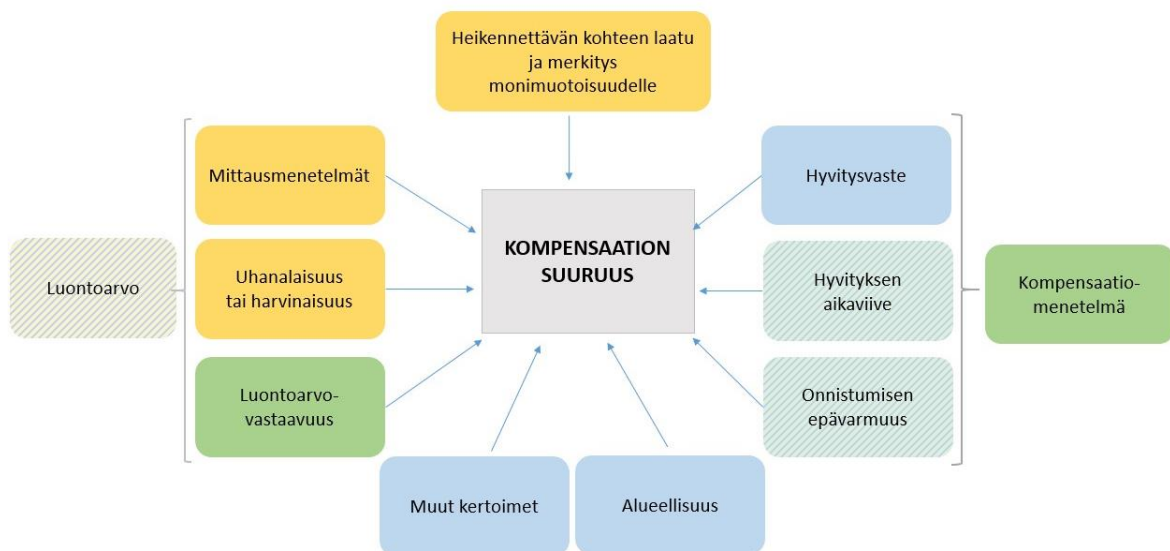 Heikennettävän kohteen laatu
ja merkitys
monimuotoisuudelle
Mittausmenetelmät
Hyvitysvaste
KOMPENSAATION
SUURUUS
Luontoarvo
Uhanalaisuus
tai harvinaisuus
Hyvityksen
aikaviive
Kompensaatio-
menetelmä
Luontoarvo-
vastaavuus
Onnistumisen
epävarmuus
Muut kertoimet
Alueellisuus